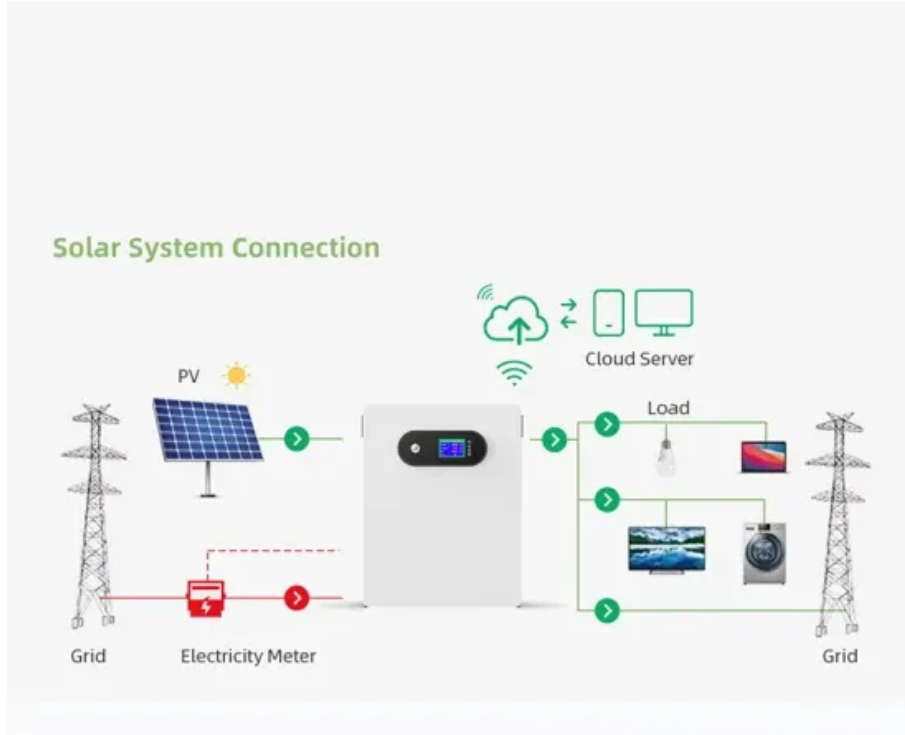 Solar System Connection
Cloud Server
PV
Load
Grid
Electricity Meter
Grid